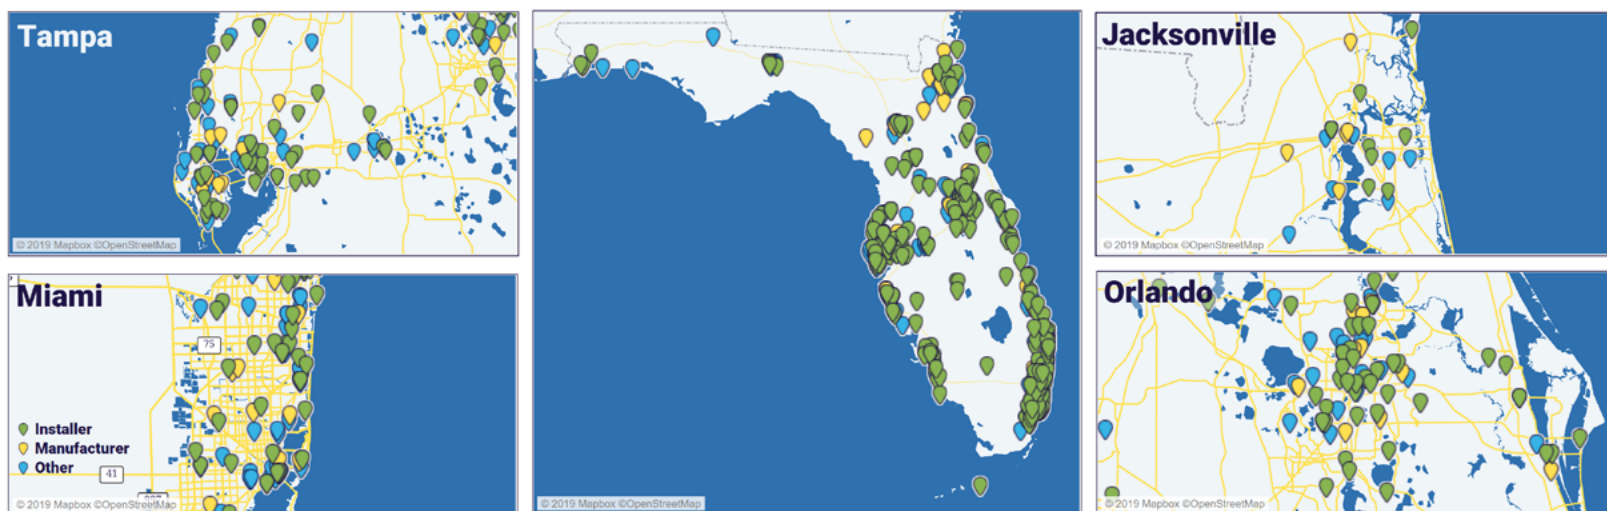 Tampa
© 2019 Mapbox ©OpenStreetMap
Miami
75
Installer
Manufacturer
Other
41
© 2019 Mapbox ©OpenStreetMap
© 2019 Mapbox ©OpenStreetMap
Jacksonville
© 2019 Mapbox ©OpenStreetMap
Orlando
© 2019 Mapbox ©OpenStreetMap